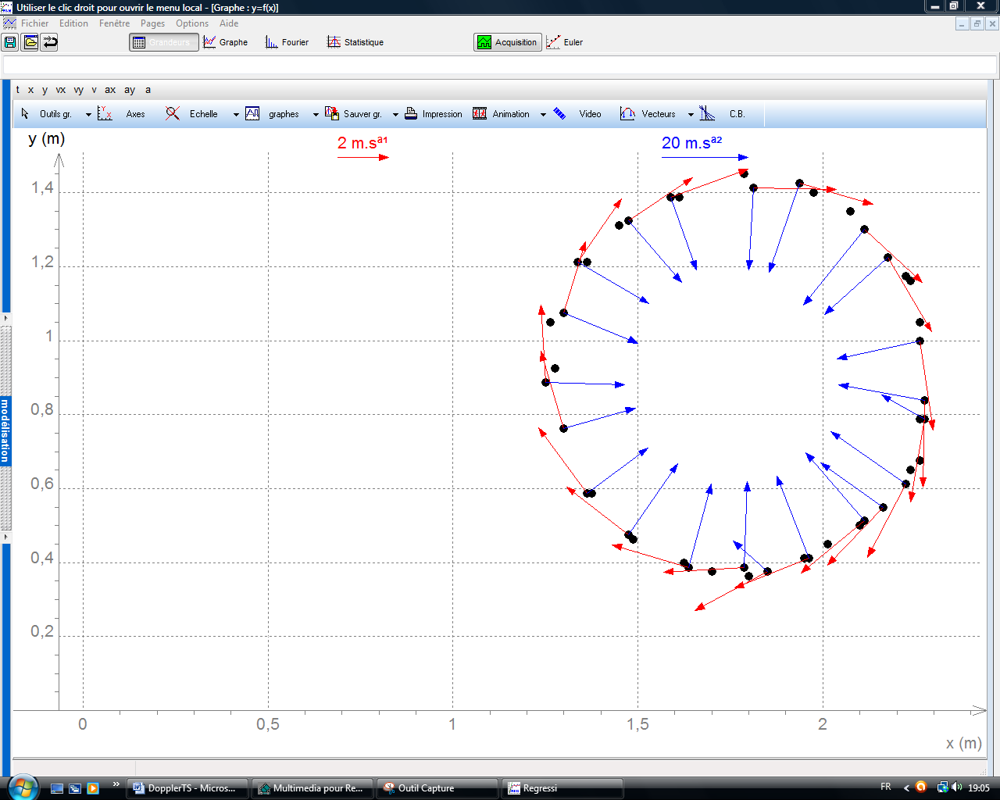 Utiliser le clic droit pour ouvrir le menu local - [Graphe : y=f(x)]
Fichier Edition Fenêtre Pages Options Aide
Grandeurs Graphe Fourier Statistique Acquisition Euler
t x y vx vy v ax ay a
Outils gr. Axes Echelle graphes Sauver gr. Impression Animation Video Vecteurs C.B.
y (m)
2 m.sª¹
20 m.sª²
1,4
1,2
1
0,8
0,6
0,4
0,2
0 0,5 1 1,5 2
x (m)
modélisation
DopplerTS - Micros... Multimedia pour Re... Outil Capture Regressi FR 19:05